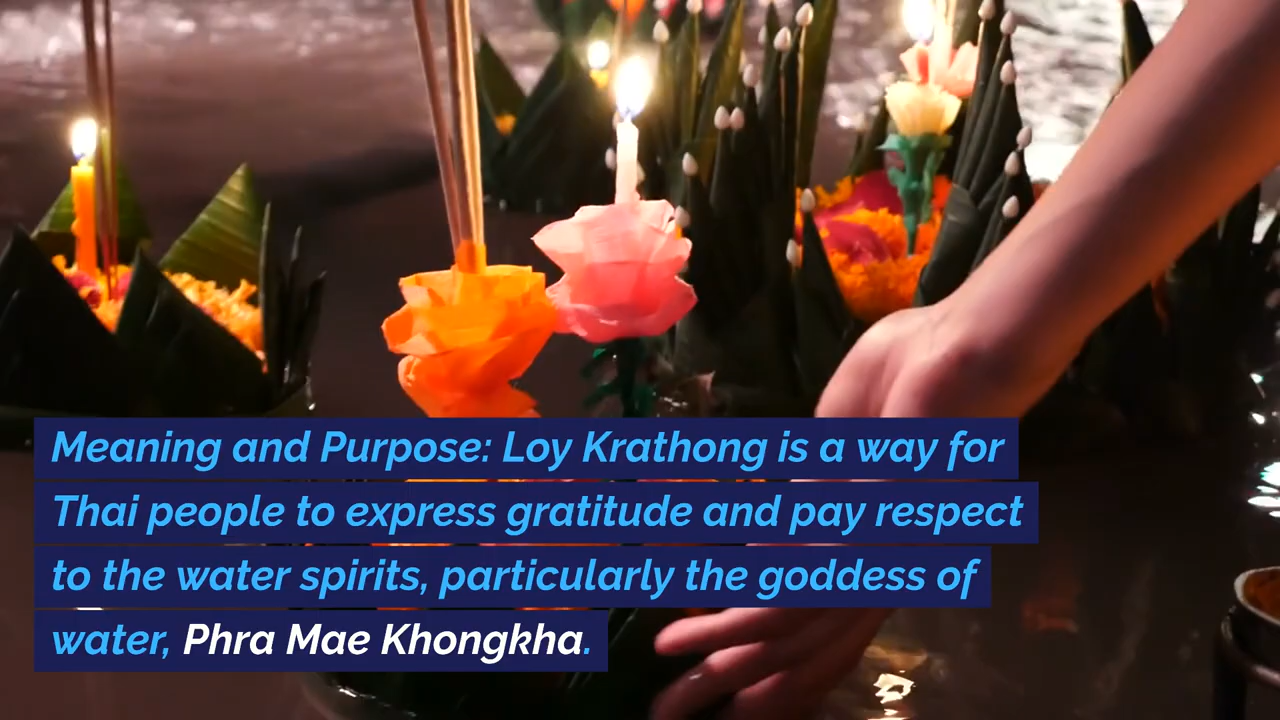 Meaning and Purpose: Loy Krathong is a way for
Thai people to express gratitude and pay respect
to the water spirits, particularly the goddess of
water, Phra Mae Khongkha.